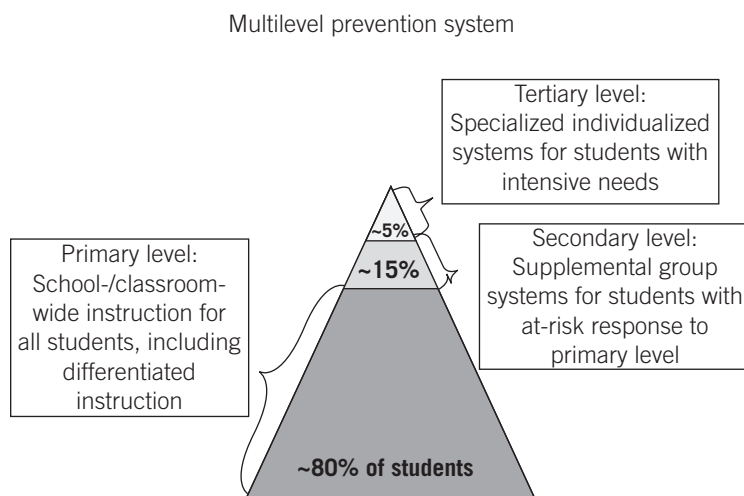 Multilevel prevention system
Tertiary level:
Specialized individualized
systems for students with
intensive needs
~5%
Primary level:
School-/classroom-
wide instruction for
all students, including
differentiated
instruction
~15%
Secondary level:
Supplemental group
systems for students with
at-risk response to
primary level
~80% of students